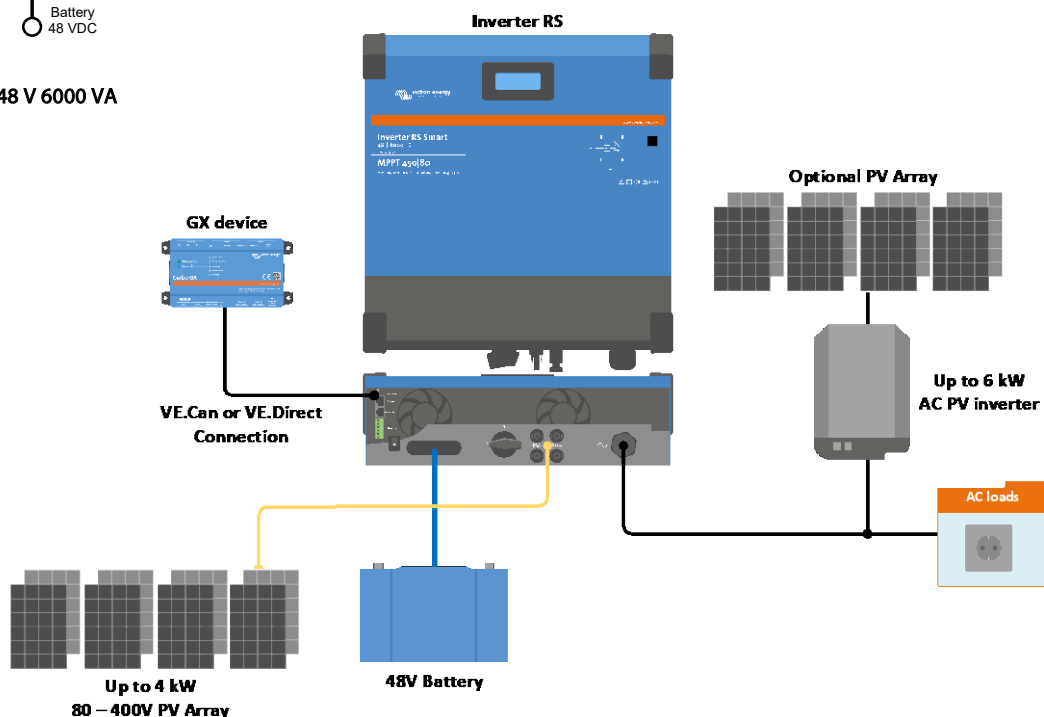 Battery
48 VDC
Inverter RS
48 V 6000 VA
Inverter RS Smart
MPPT 450|80
Optional PV Array
GX device
Up to 6 kW
AC PV inverter
VE.Can or VE.Direct
Connection
AC loads
48V Battery
Up to 4 kW
80 – 400V PV Array